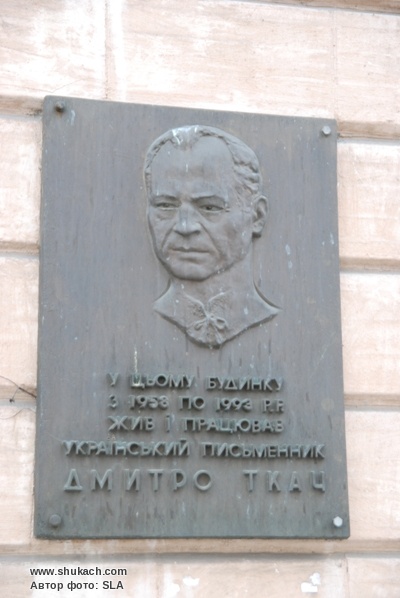 У ЦЬОМУ БУДИНКУ
З 1958 ПО 1993 Р.Р.
ЖИВ І ПРАЦЮВАВ
УКРАЇНСЬКИЙ ПИСЬМЕННИК
ДМИТРО ТКАЧ
www.shukach.com
Автор фото: SLA